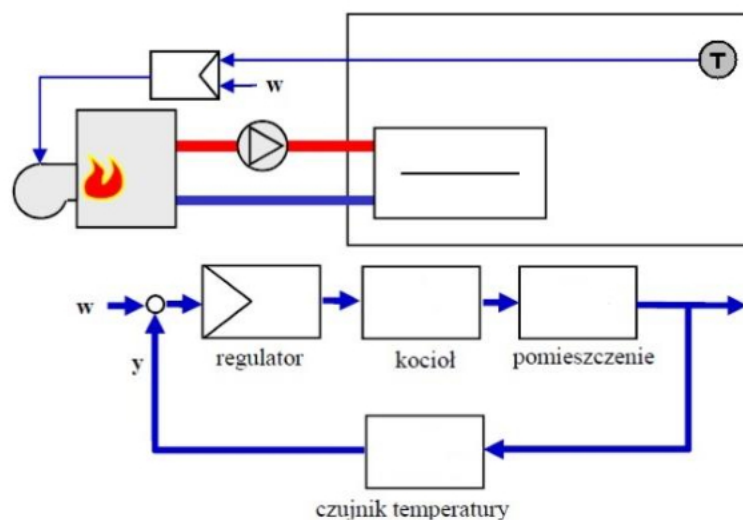 T
w
w
y
regulator
kocioł
pomieszczenie
czujnik temperatury